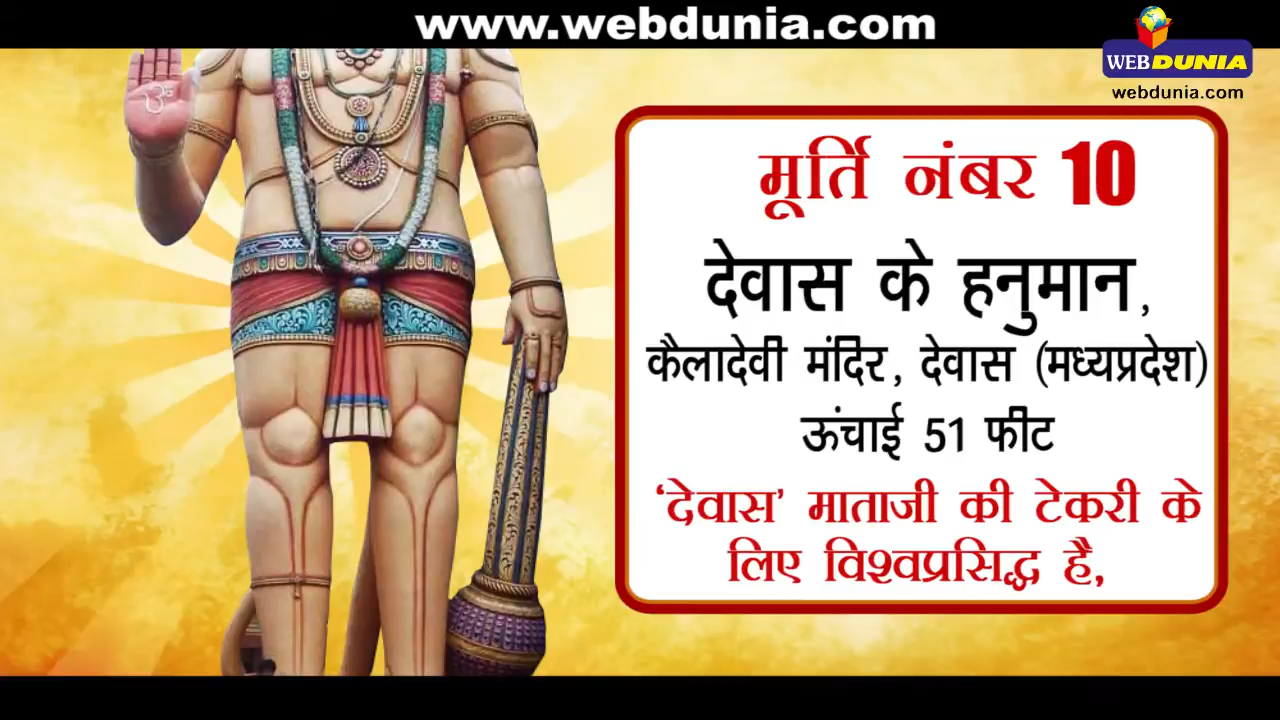 www.webdunia.com
WEBDUNIA
webdunia.com
मूर्ति नंबर 10
देवास के हनुमान,
कैलादेवी मंदिर, देवास (मध्यप्रदेश)
ऊंचाई 51 फीट
‘देवास’ माताजी की टेकरी के
लिए विश्वप्रसिद्ध है,
ॐ